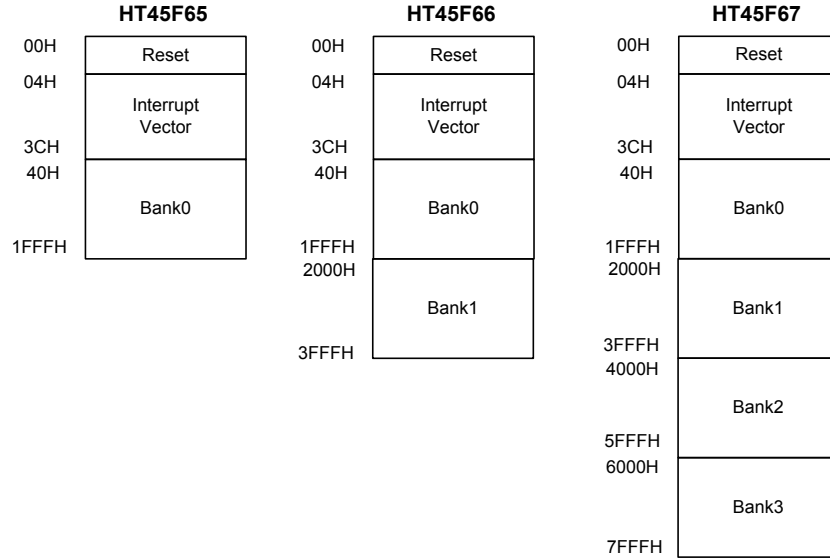 HT45F65
00H
Reset
04H
Interrupt
Vector
3CH
40H
Bank0
1FFFH
HT45F66
00H
Reset
04H
Interrupt
Vector
3CH
40H
Bank0
1FFFH
2000H
Bank1
3FFFH
HT45F67
00H
Reset
04H
Interrupt
Vector
3CH
40H
Bank0
1FFFH
2000H
Bank1
3FFFH
4000H
Bank2
5FFFH
6000H
Bank3
7FFFH